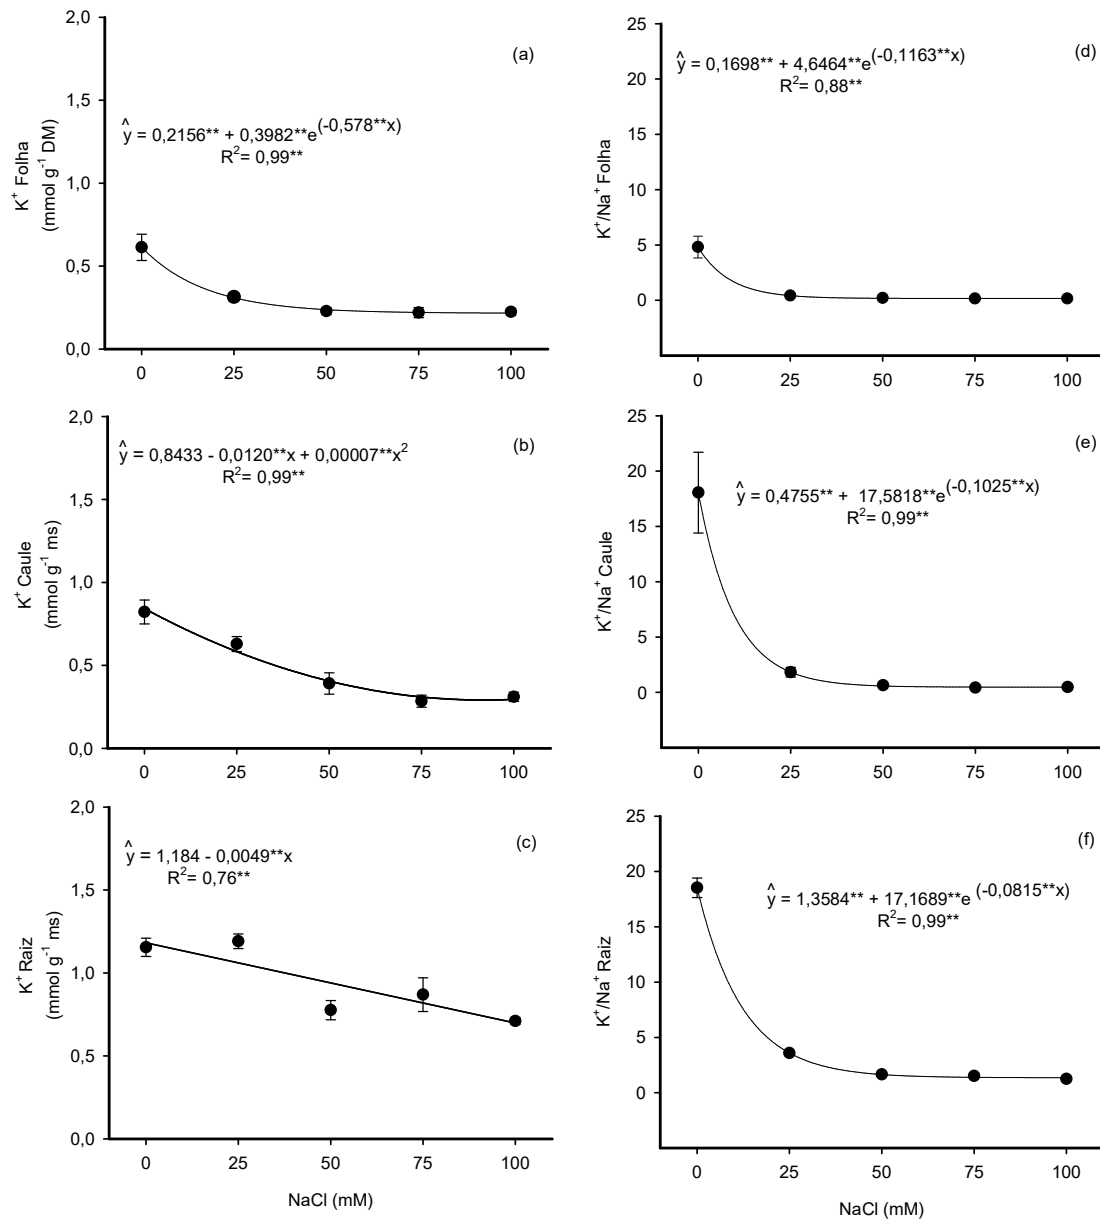 2,0
(a)
ŷ = 0,2156** + 0,3982**e^(-0,578**x)
R²= 0,99**
1,5
1,0
0,5
0,0
K⁺ Folha
(mmol g⁻¹ DM)
0 25 50 75 100
25
(d)
ŷ = 0,1698** + 4,6464**e^(-0,1163**x)
R²= 0,88**
20
15
10
5
0
K⁺/Na⁺ Folha
0 25 50 75 100
2,0
(b)
ŷ = 0,8433 - 0,0120**x + 0,00007**x²
R²= 0,99**
1,5
1,0
0,5
0,0
K⁺ Caule
(mmol g⁻¹ ms)
0 25 50 75 100
25
(e)
20
ŷ = 0,4755** + 17,5818**e^(-0,1025**x)
R²= 0,99**
15
10
5
0
K⁺/Na⁺ Caule
0 25 50 75 100
2,0
(c)
ŷ = 1,184 - 0,0049**x
R²= 0,76**
1,5
1,0
0,5
0,0
K⁺ Raiz
(mmol g⁻¹ ms)
0 25 50 75 100
NaCl (mM)
25
(f)
20
ŷ = 1,3584** + 17,1689**e^(-0,0815**x)
R²= 0,99**
15
10
5
0
K⁺/Na⁺ Raiz
0 25 50 75 100
NaCl (mM)